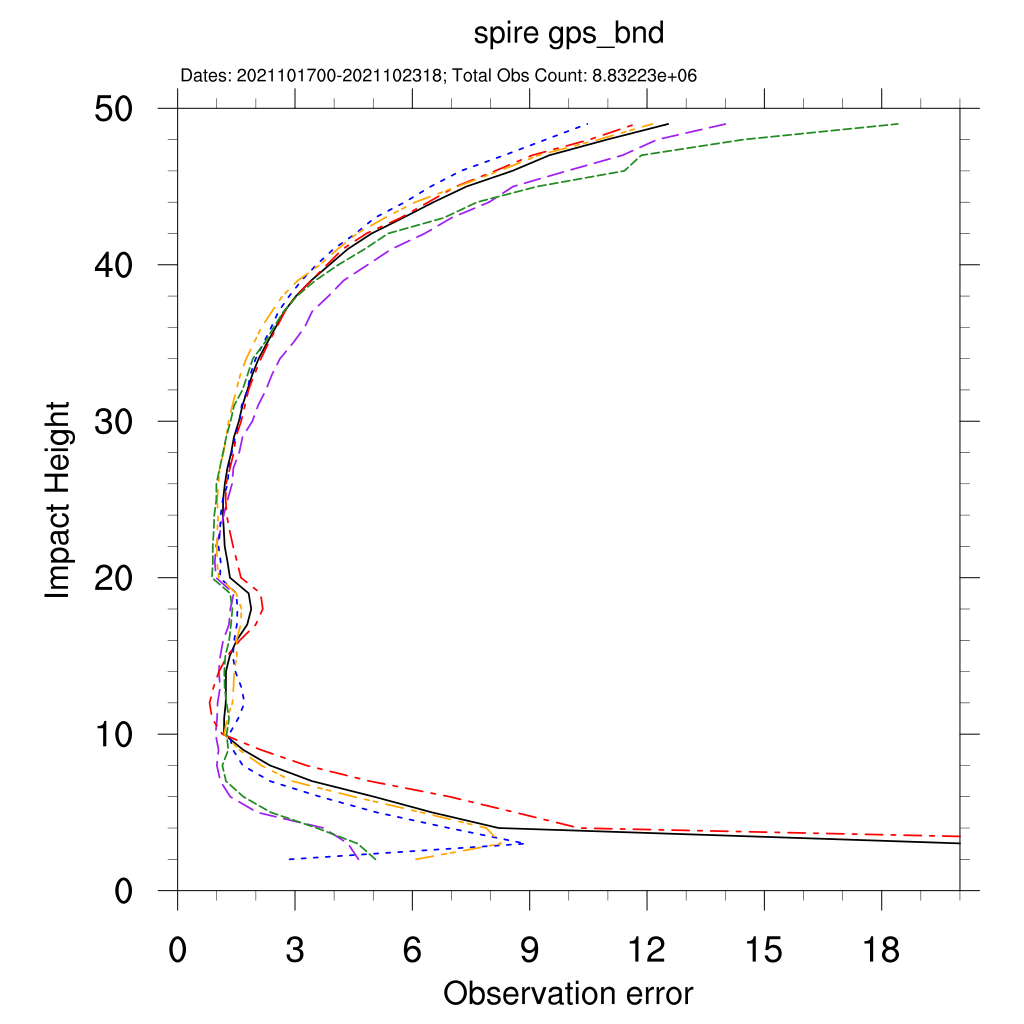 spire gps_bnd
Dates: 2021101700-2021102318; Total Obs Count: 8.83223e+06
50
40
30
20
10
0
Impact Height
0 3 6 9 12 15 18
Observation error